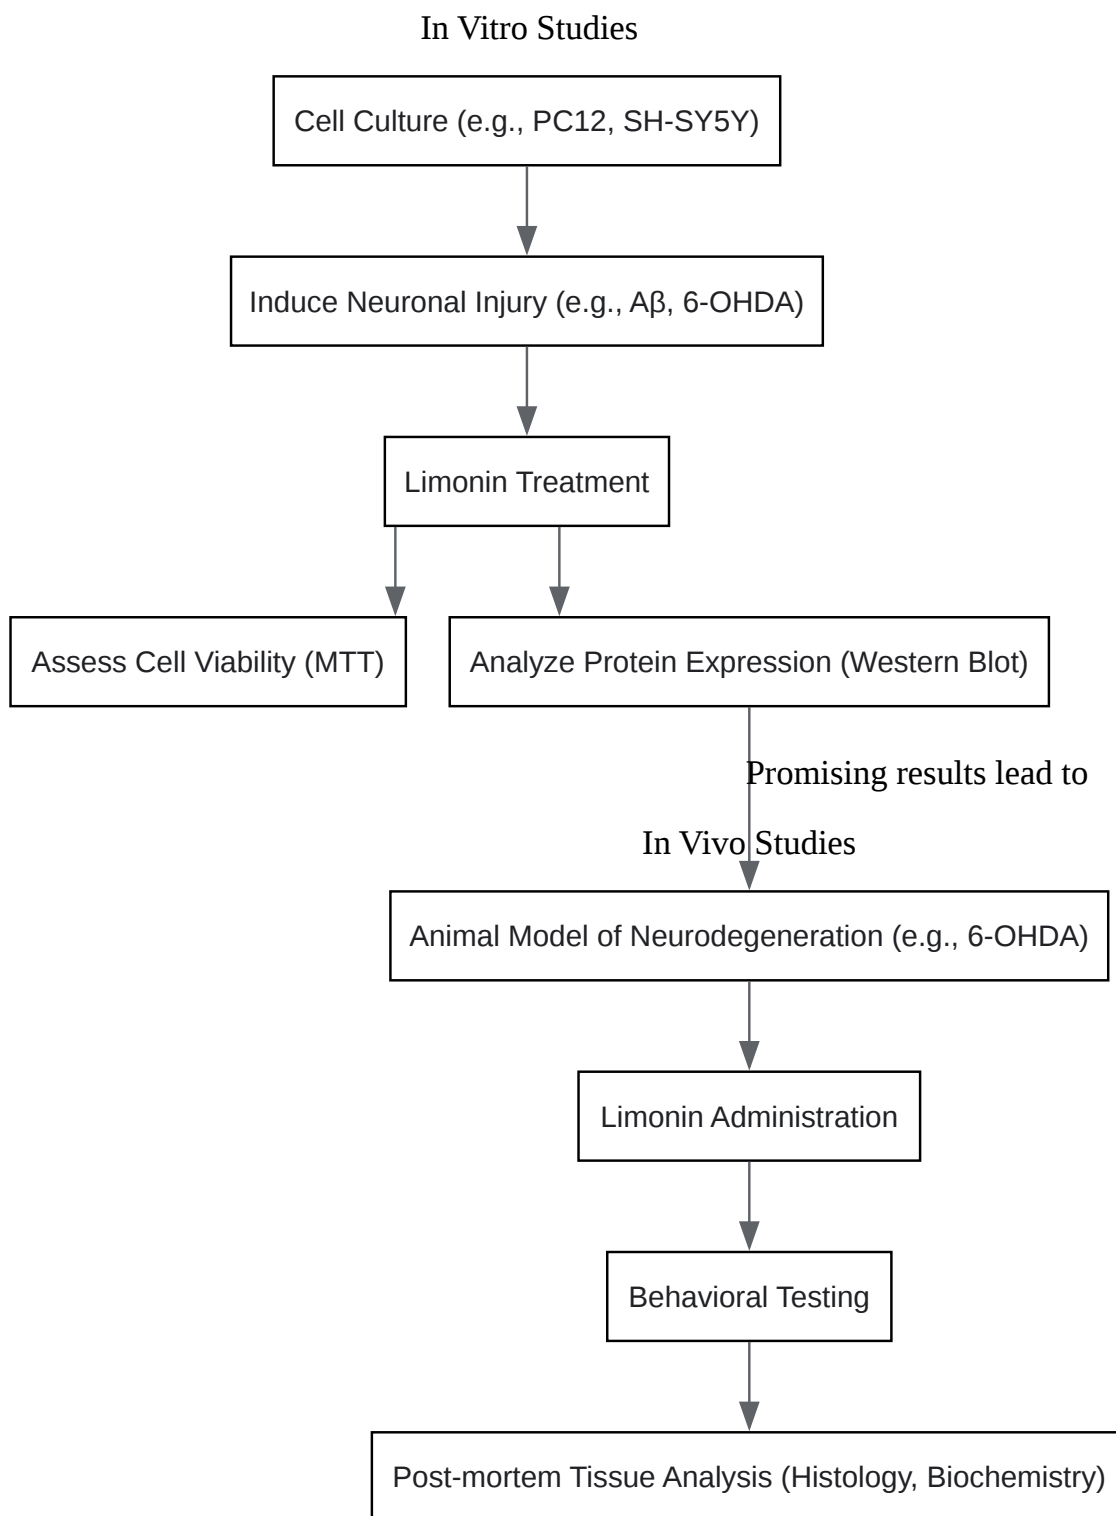 In Vitro Studies
Cell Culture (e.g., PC12, SH-SY5Y)
Induce Neuronal Injury (e.g., Aβ, 6-OHDA)
Limonin Treatment
Assess Cell Viability (MTT)
Analyze Protein Expression (Western Blot)
Promising results lead to
In Vivo Studies
Animal Model of Neurodegeneration (e.g., 6-OHDA)
Limonin Administration
Behavioral Testing
Post-mortem Tissue Analysis (Histology, Biochemistry)